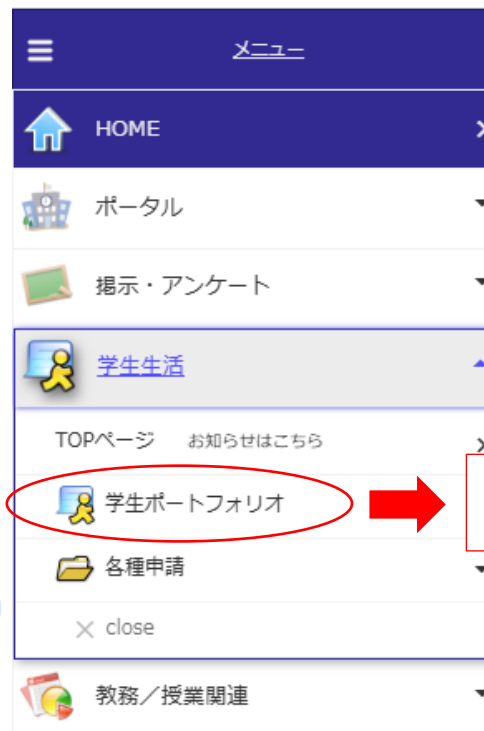 メニュー
HOME
ポータル
掲示・アンケート
学生生活
TOPページ お知らせはこちら
学生ポートフォリオ
各種申請
× close
教務／授業関連